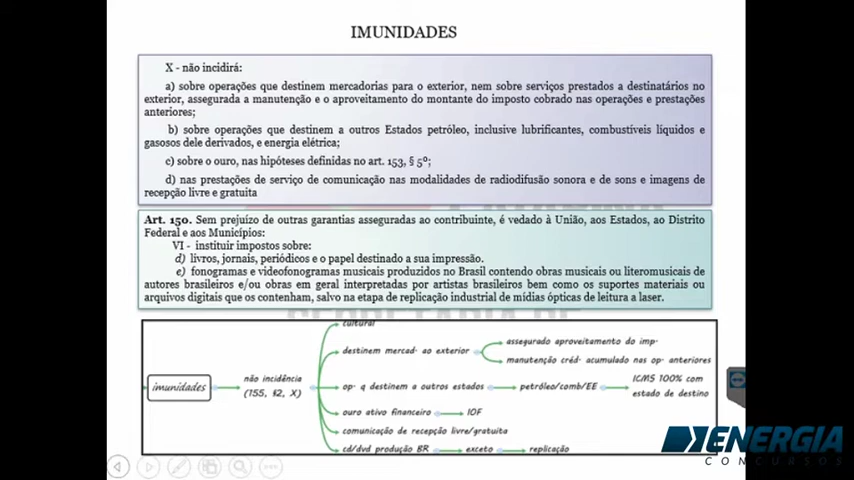 IMUNIDADES
X - não incidirá:
a) sobre operações que destinem mercadorias para o exterior, nem sobre serviços prestados a destinatários no
exterior, assegurada a manutenção e o aproveitamento do montante do imposto cobrado nas operações e prestações
anteriores;
b) sobre operações que destinem a outros Estados petróleo, inclusive lubrificantes, combustíveis líquidos e
gasosos dele derivados, e energia elétrica;
c) sobre o ouro, nas hipóteses definidas no art. 153, § 5º;
d) nas prestações de serviço de comunicação nas modalidades de radiodifusão sonora e de sons e imagens de
recepção livre e gratuita
Art. 150. Sem prejuízo de outras garantias asseguradas ao contribuinte, é vedado à União, aos Estados, ao Distrito
Federal e aos Municípios:
VI - instituir impostos sobre:
d) livros, jornais, periódicos e o papel destinado a sua impressão.
e) fonogramas e videofonogramas musicais produzidos no Brasil contendo obras musicais ou literomusicais de
autores brasileiros e/ou obras em geral interpretadas por artistas brasileiros bem como os suportes materiais ou
arquivos digitais que os contenham, salvo na etapa de replicação industrial de mídias ópticas de leitura a laser.
cultural
destinem mercad. ao exterior
assegurado aproveitamento do imp.
manutenção créd. acumulado nas op. anteriores
imunidades
não incidência
(155, §2, X)
op. q destinem a outros estados
petróleo/comb/EE
ICMS 100% com
estado de destino
ouro ativo financeiro
IOF
comunicação de recepção livre/gratuita
cd/dvd produção BR
exceto
replicação
ENERGIA
CONCURSOS